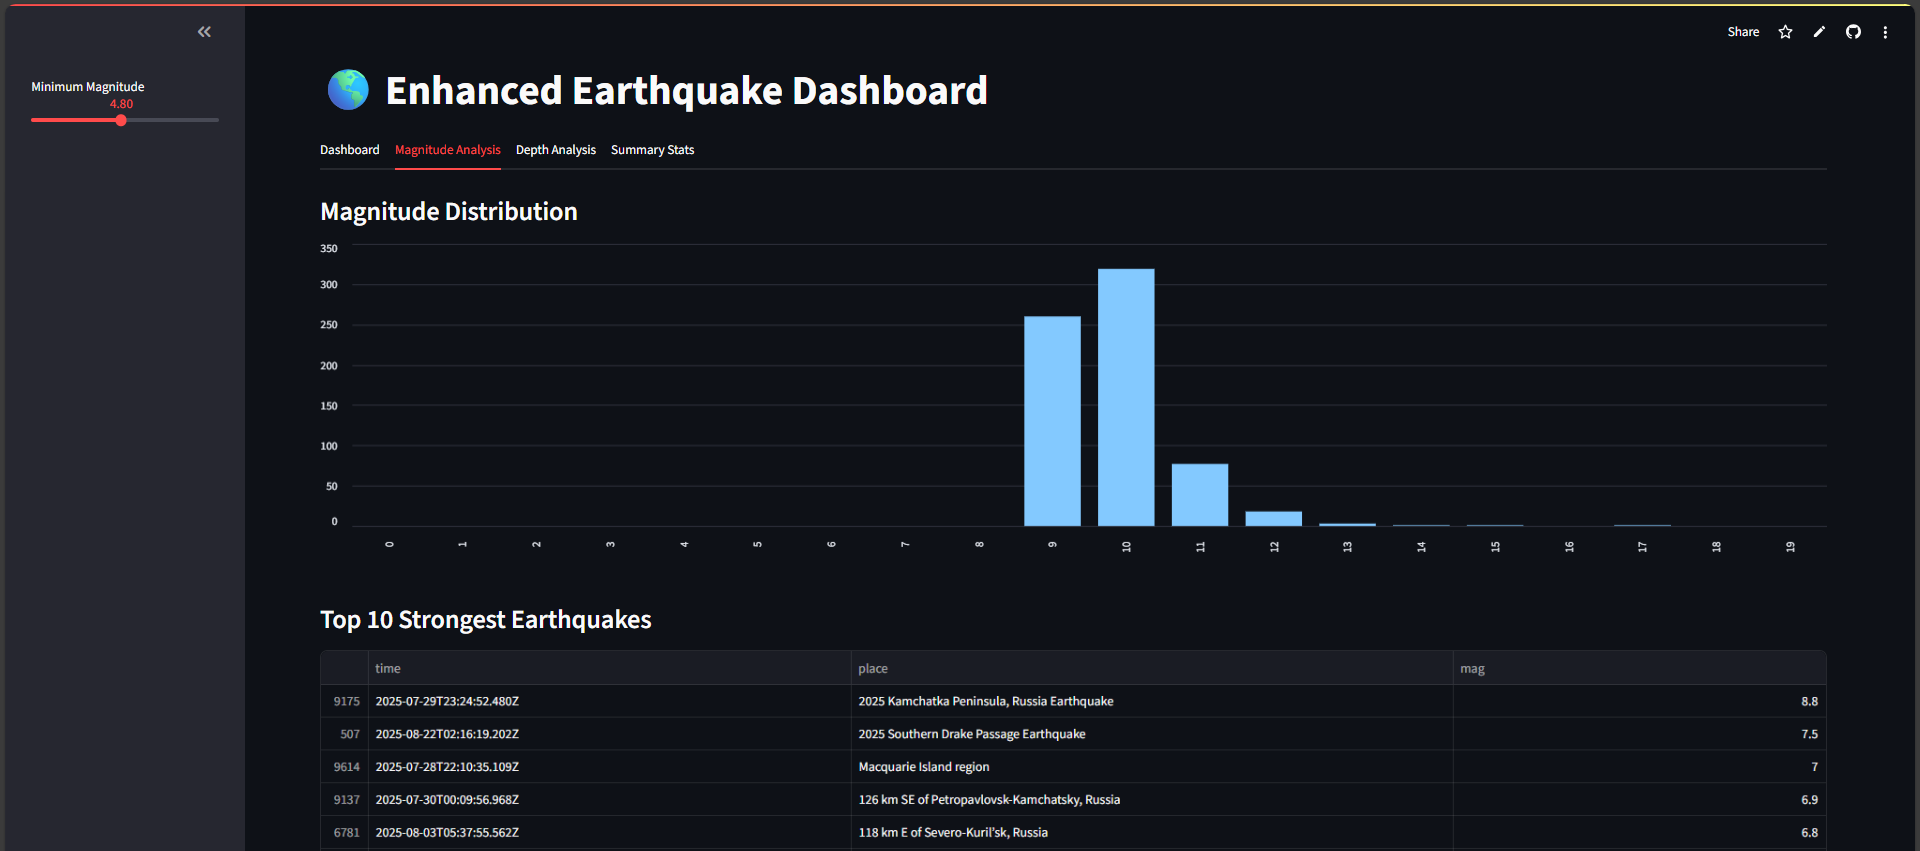 Share
Minimum Magnitude
4.80
Enhanced Earthquake Dashboard
Dashboard Magnitude Analysis Depth Analysis Summary Stats
Magnitude Distribution
350
300
250
200
150
100
50
0
0 1 2 3 4 5 6 7 8 9 10 11 12 13 14 15 16 17 18 19
Top 10 Strongest Earthquakes
time place mag
9175 2025-07-29T23:24:52.480Z 2025 Kamchatka Peninsula, Russia Earthquake 8.8
507 2025-08-22T02:16:19.202Z 2025 Southern Drake Passage Earthquake 7.5
9614 2025-07-28T22:10:35.109Z Macquarie Island region 7
9137 2025-07-30T00:09:56.968Z 126 km SE of Petropavlovsk-Kamchatsky, Russia 6.9
6781 2025-08-03T05:37:55.562Z 118 km E of Severo-Kuril'sk, Russia 6.8